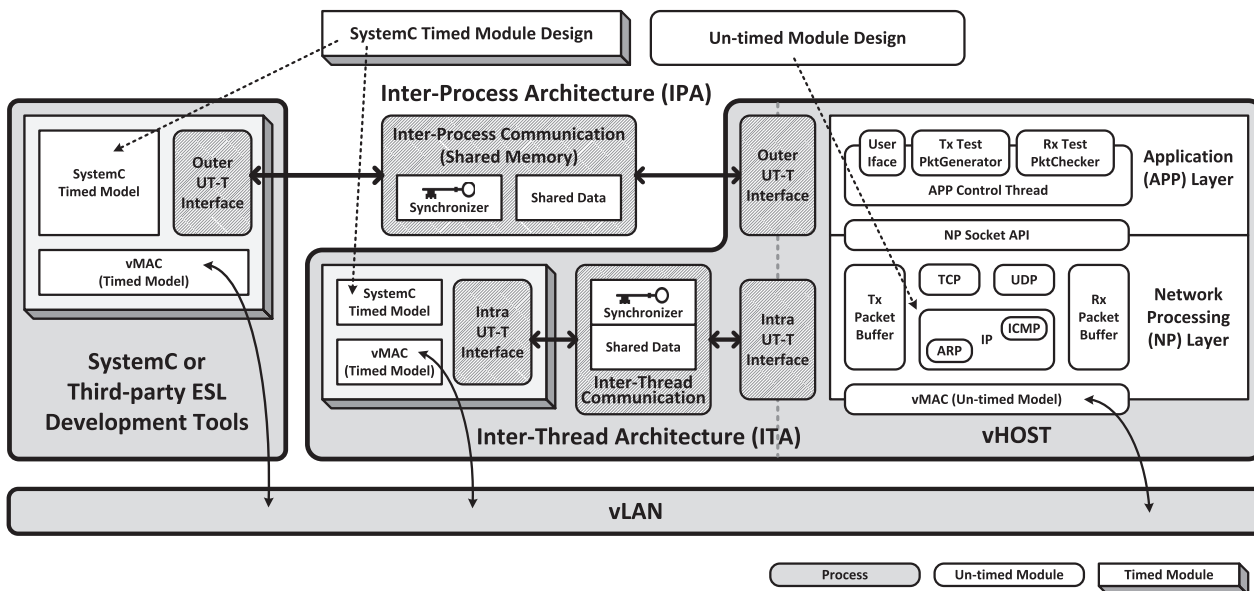 SystemC Timed Module Design
Un-timed Module Design
Inter-Process Architecture (IPA)
SystemC
Timed Model
Outer
UT-T
Interface
vMAC
(Timed Model)
SystemC or
Third-party ESL
Development Tools
Inter-Process Communication
(Shared Memory)
Synchronizer
Shared Data
Outer
UT-T
Interface
User
Iface
Tx Test
PktGenerator
Rx Test
PktChecker
APP Control Thread
Application
(APP) Layer
NP Socket API
SystemC
Timed Model
vMAC
(Timed Model)
Intra
UT-T
Interface
Synchronizer
Shared Data
Inter-Thread
Communication
Intra
UT-T
Interface
Tx
Packet
Buffer
TCP
UDP
IP
ICMP
ARP
Rx
Packet
Buffer
Network
Processing
(NP) Layer
vMAC (Un-timed Model)
Inter-Thread Architecture (ITA)
vHOST
vLAN
Process
Un-timed Module
Timed Module